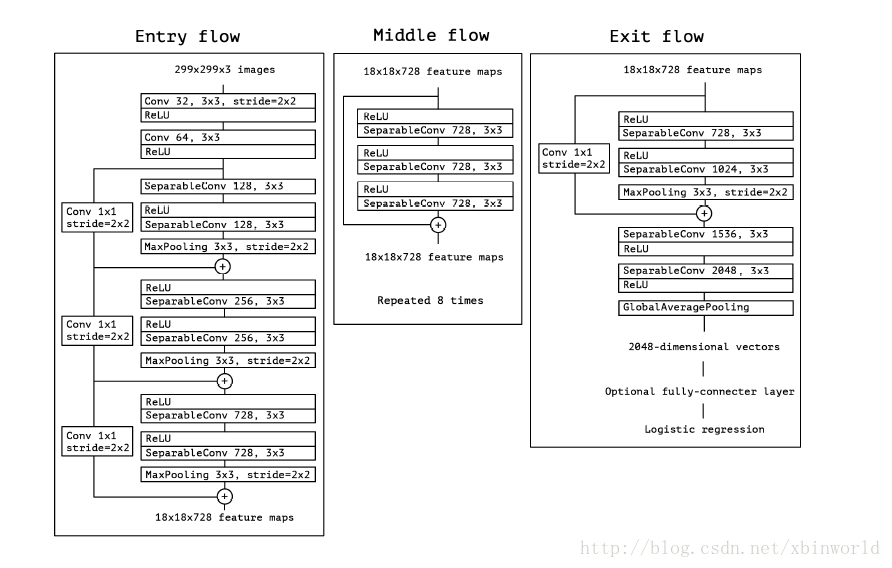 Entry flow
299x299x3 images
Conv 32, 3x3, stride=2x2
ReLU
Conv 64, 3x3
ReLU
SeparableConv 128, 3x3
Conv 1x1
stride=2x2
ReLU
SeparableConv 128, 3x3
MaxPooling 3x3, stride=2x2
+
ReLU
SeparableConv 256, 3x3
Conv 1x1
stride=2x2
ReLU
SeparableConv 256, 3x3
MaxPooling 3x3, stride=2x2
+
ReLU
SeparableConv 728, 3x3
Conv 1x1
stride=2x2
ReLU
SeparableConv 728, 3x3
MaxPooling 3x3, stride=2x2
+
18x18x728 feature maps
Middle flow
18x18x728 feature maps
ReLU
SeparableConv 728, 3x3
ReLU
SeparableConv 728, 3x3
ReLU
SeparableConv 728, 3x3
+
18x18x728 feature maps
Repeated 8 times
Exit flow
18x18x728 feature maps
ReLU
SeparableConv 728, 3x3
Conv 1x1
stride=2x2
ReLU
SeparableConv 1024, 3x3
MaxPooling 3x3, stride=2x2
+
SeparableConv 1536, 3x3
ReLU
SeparableConv 2048, 3x3
ReLU
GlobalAveragePooling
2048-dimensional vectors
Optional fully-connecter layer
Logistic regression
http://blog.csdn.net/xbinworld